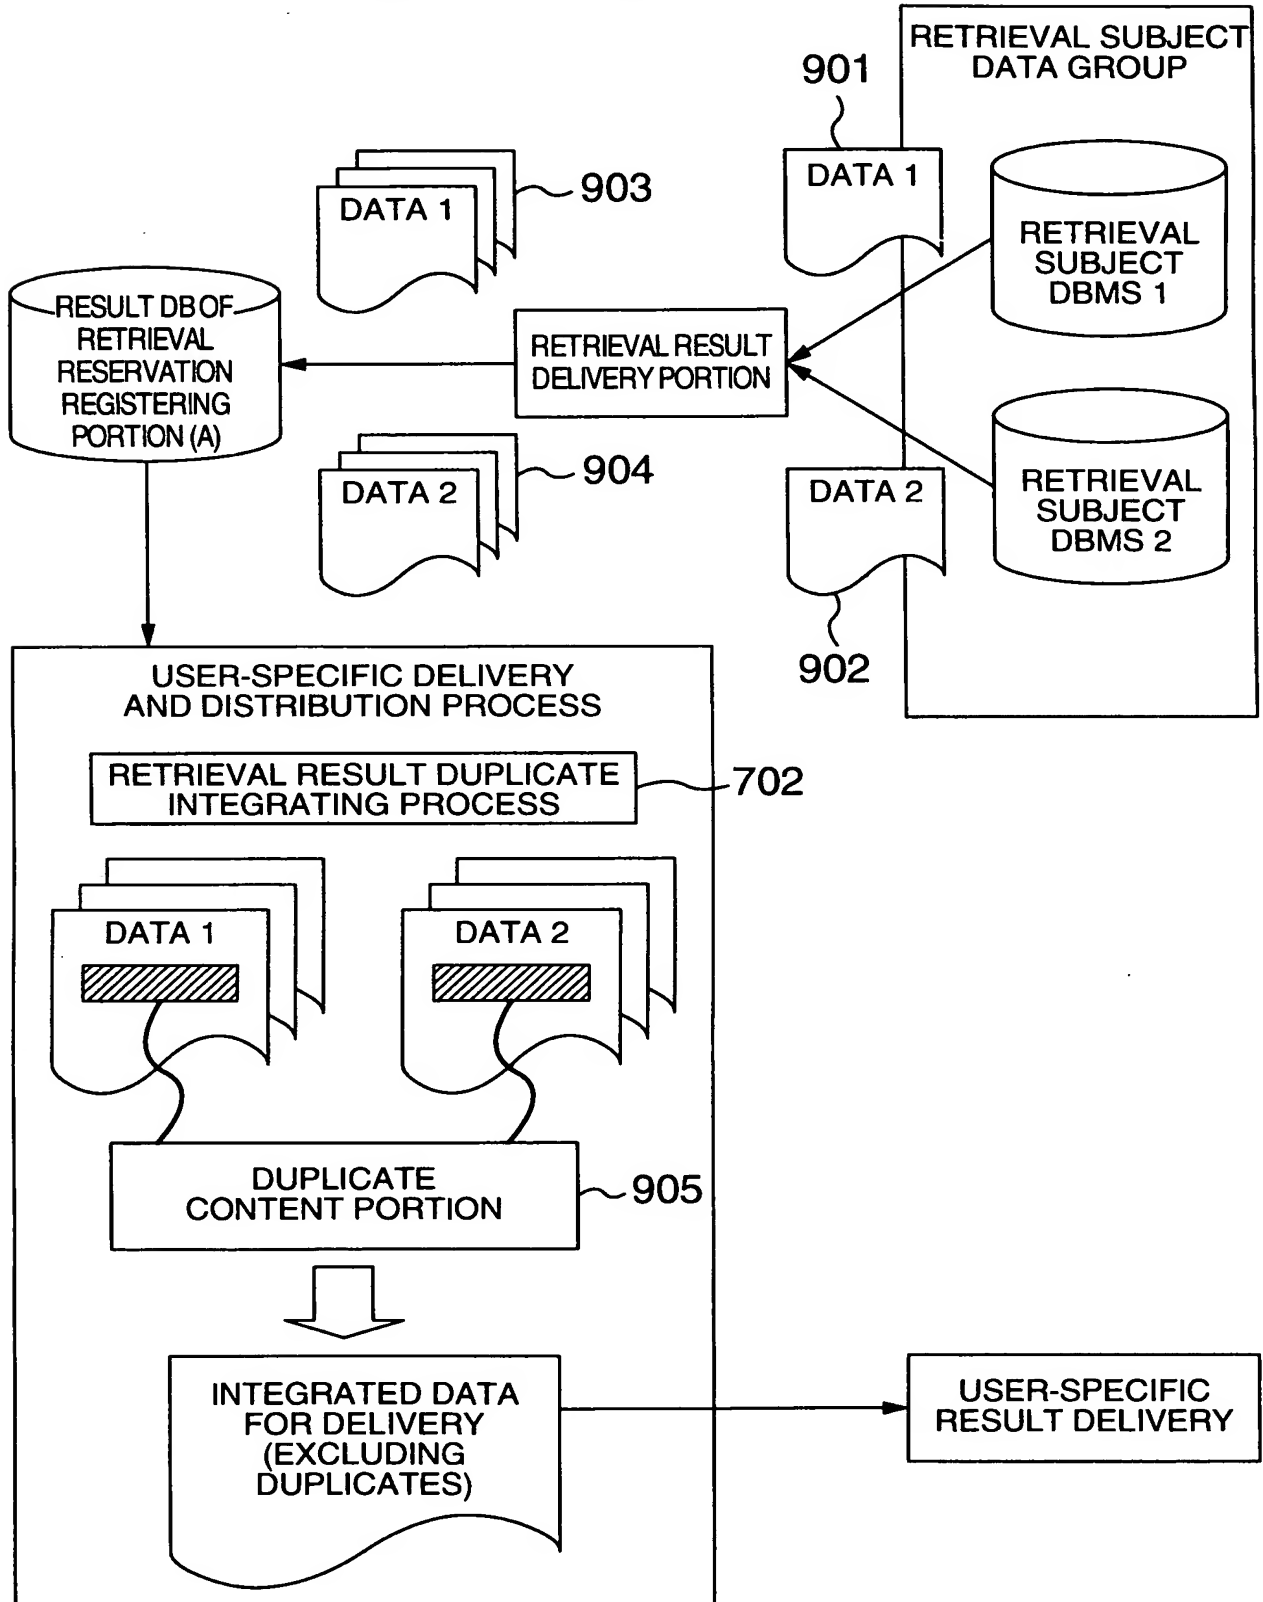 RETRIEVAL SUBJECT
DATA GROUP
901
DATA 1
903
DATA 1
RETRIEVAL
SUBJECT
DBMS 1
RESULT DB OF
RETRIEVAL
RESERVATION
REGISTERING
PORTION (A)
RETRIEVAL RESULT
DELIVERY PORTION
904
DATA 2
DATA 2
RETRIEVAL
SUBJECT
DBMS 2
902
USER-SPECIFIC DELIVERY
AND DISTRIBUTION PROCESS
RETRIEVAL RESULT DUPLICATE
INTEGRATING PROCESS
702
DATA 1
DATA 2
DUPLICATE
CONTENT PORTION
905
INTEGRATED DATA
FOR DELIVERY
(EXCLUDING
DUPLICATES)
USER-SPECIFIC
RESULT DELIVERY